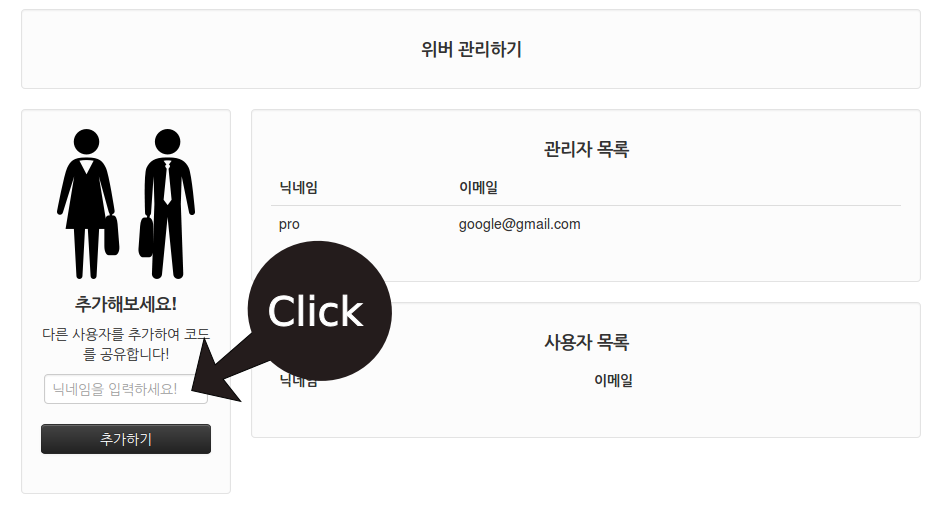 위버 관리하기
추가해보세요!
다른 사용자를 추가하여 코드
를 공유합니다!
닉네임을 입력하세요!
추가하기
Click
관리자 목록
닉네임 이메일
pro google@gmail.com
사용자 목록
닉네임 이메일